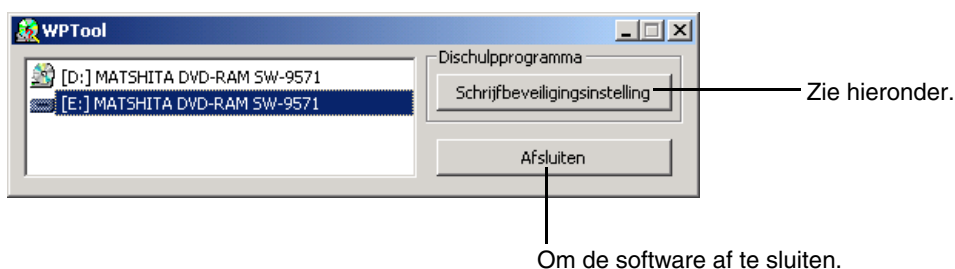 WPTool
[D:] MATSHITA DVD-RAM SW-9571
[E:] MATSHITA DVD-RAM SW-9571
Dischulpprogramma
Schrijfbeveiligingsinstelling
Zie hieronder.
Afsluiten
Om de software af te sluiten.